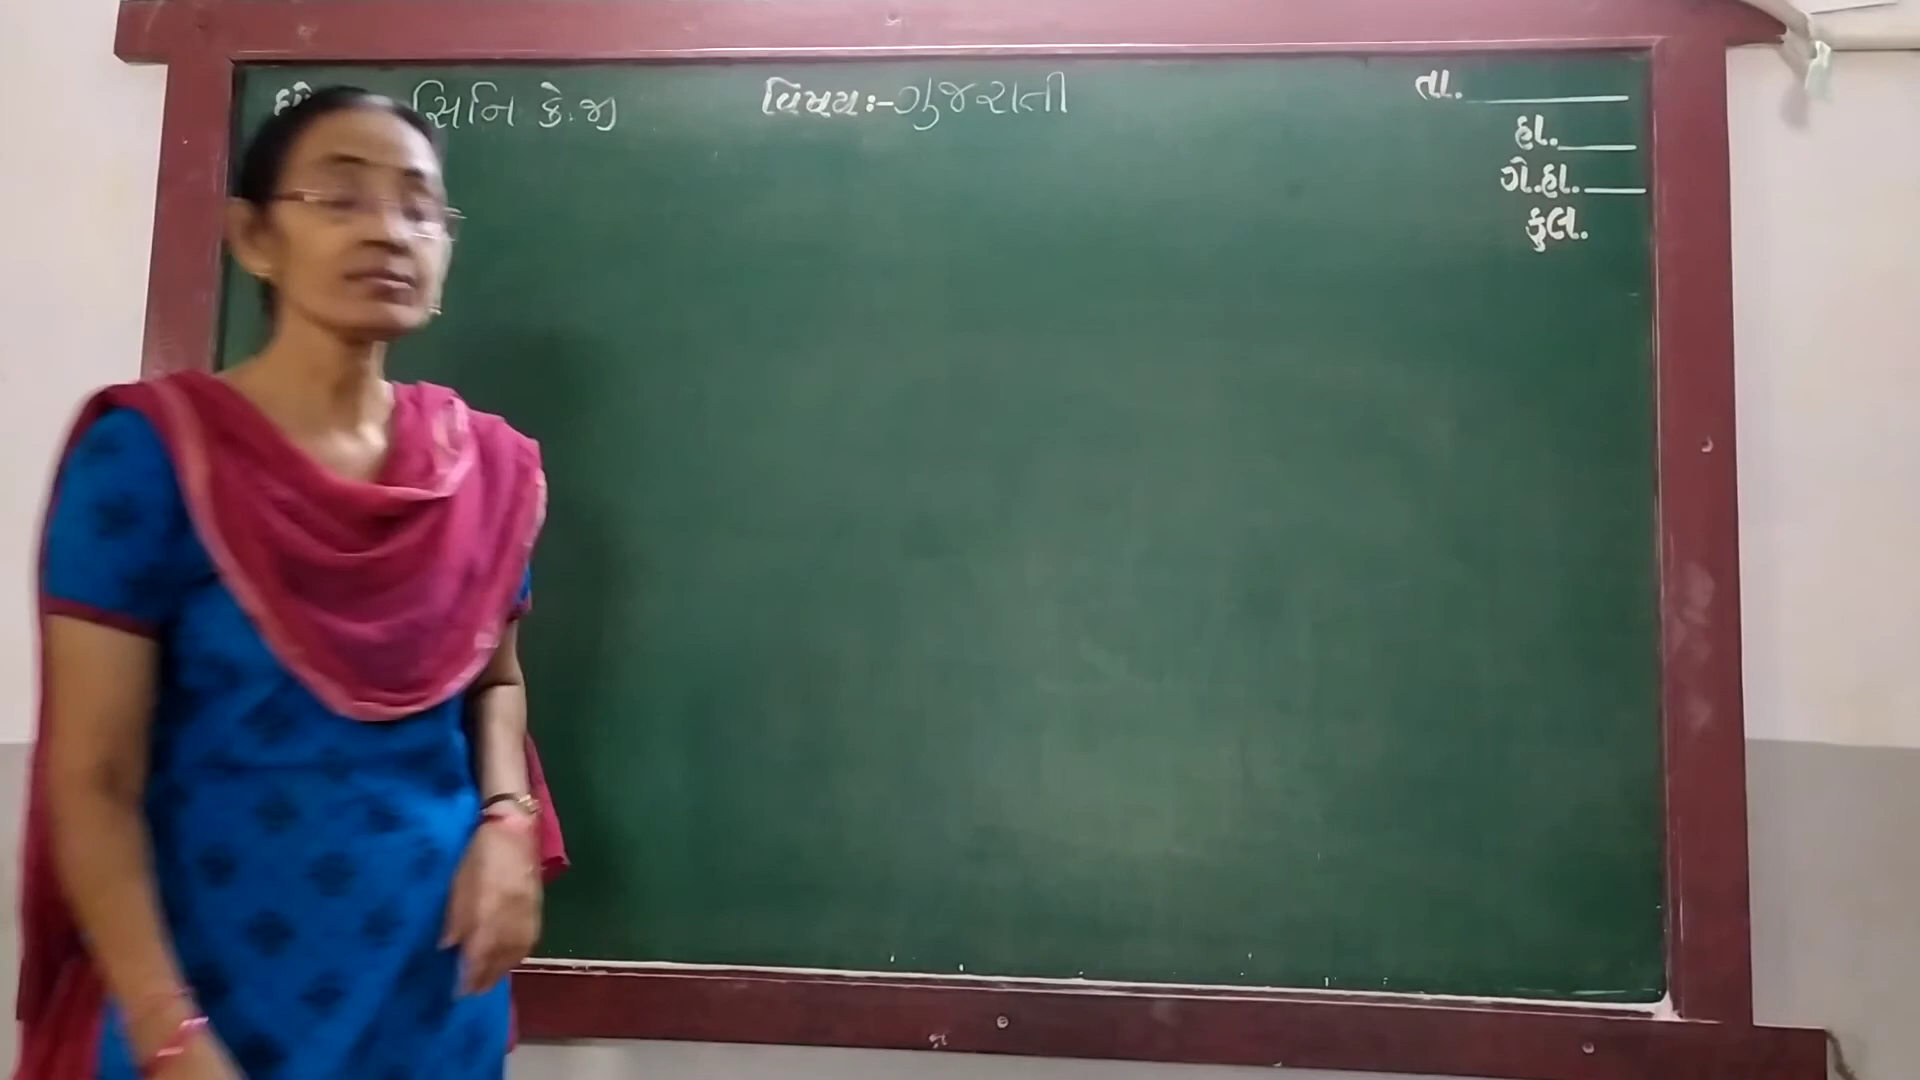 સિનિ કે.જી વિષય:-ગુજરાતી
તા.
હા.
ગે.હા.
કુલ.